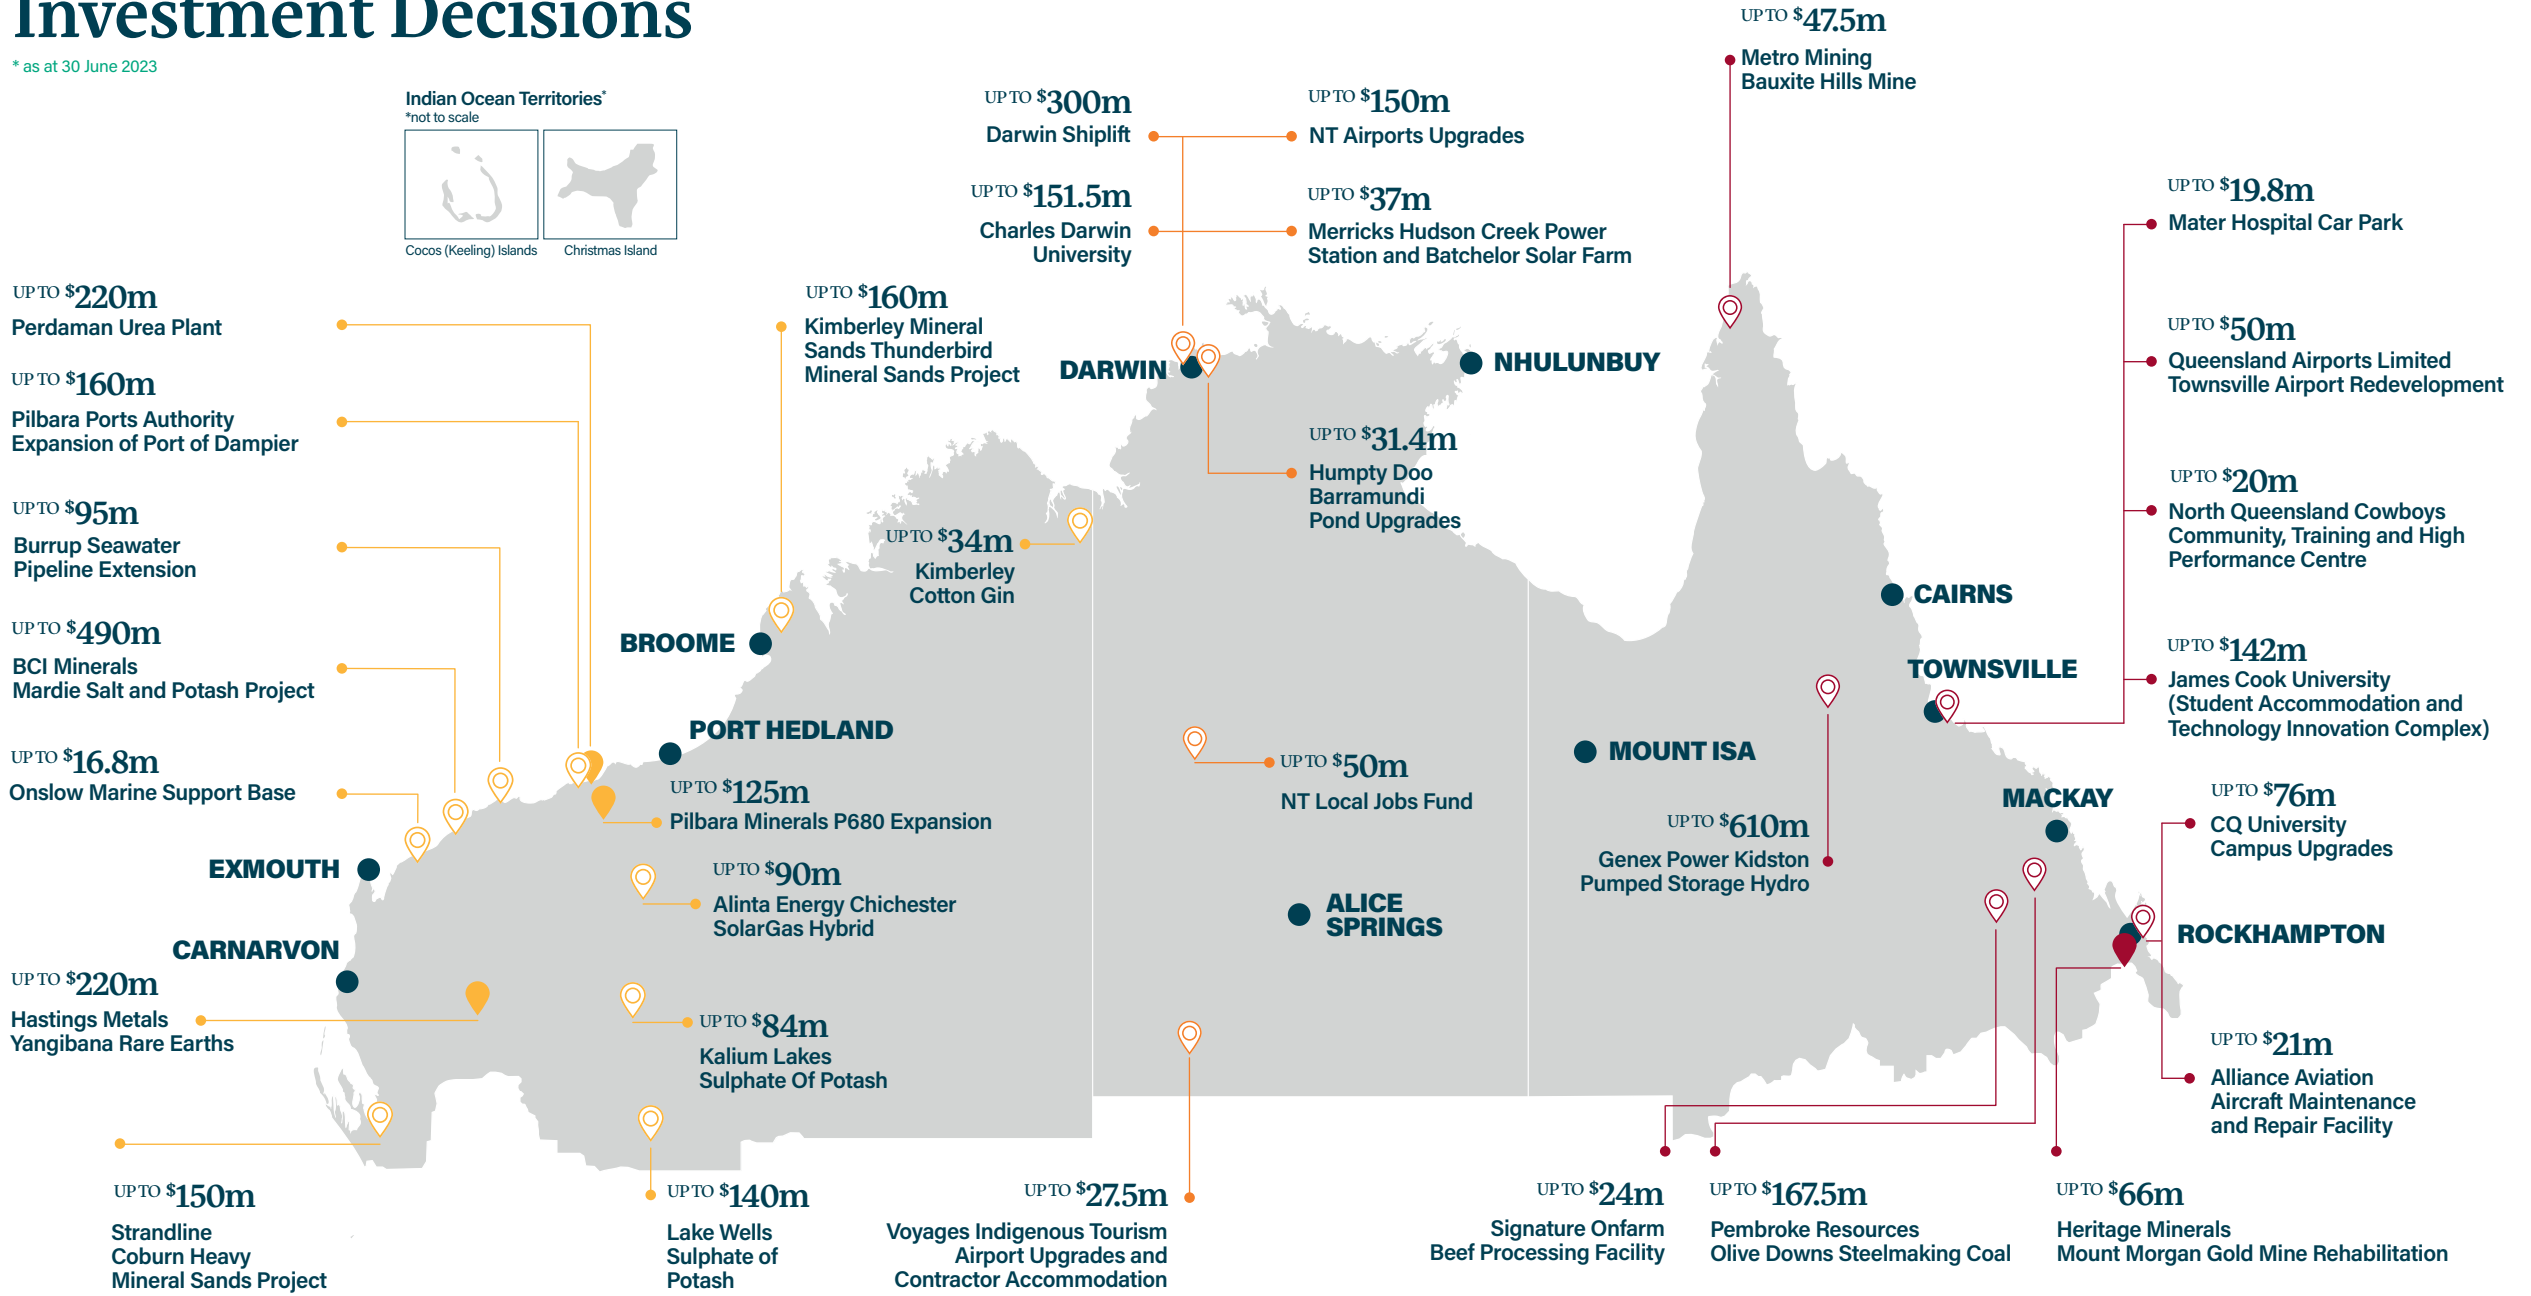 Investment Decisions
* as at 30 June 2023
Indian Ocean Territories*
*not to scale
Cocos (Keeling) Islands
Christmas Island
UP TO $220m
Perdaman Urea Plant
UP TO $160m
Pilbara Ports Authority
Expansion of Port of Dampier
UP TO $95m
Burrup Seawater
Pipeline Extension
UP TO $490m
BCI Minerals
Mardie Salt and Potash Project
UP TO $16.8m
Onslow Marine Support Base
EXMOUTH
CARNARVON
UP TO $220m
Hastings Metals
Yangibana Rare Earths
UP TO $150m
Strandline
Coburn Heavy
Mineral Sands Project
UP TO $160m
Kimberley Mineral
Sands Thunderbird
Mineral Sands Project
UP TO $34m
Kimberley
Cotton Gin
BROOME
PORT HEDLAND
UP TO $125m
Pilbara Minerals P680 Expansion
UP TO $90m
Alinta Energy Chichester
SolarGas Hybrid
UP TO $84m
Kalium Lakes
Sulphate Of Potash
UP TO $140m
Lake Wells
Sulphate of
Potash
UP TO $300m
Darwin Shiplift
UP TO $150m
NT Airports Upgrades
UP TO $151.5m
Charles Darwin
University
UP TO $37m
Merricks Hudson Creek Power
Station and Batchelor Solar Farm
DARWIN
NHULUNBUY
UP TO $31.4m
Humpty Doo
Barramundi
Pond Upgrades
UP TO $50m
NT Local Jobs Fund
ALICE
SPRINGS
UP TO $27.5m
Voyages Indigenous Tourism
Airport Upgrades and
Contractor Accommodation
UP TO $47.5m
Metro Mining
Bauxite Hills Mine
UP TO $19.8m
Mater Hospital Car Park
UP TO $50m
Queensland Airports Limited
Townsville Airport Redevelopment
UP TO $20m
North Queensland Cowboys
Community, Training and High
Performance Centre
CAIRNS
TOWNSVILLE
UP TO $142m
James Cook University
(Student Accommodation and
Technology Innovation Complex)
MOUNT ISA
MACKAY
UP TO $610m
Genex Power Kidston
Pumped Storage Hydro
UP TO $76m
CQ University
Campus Upgrades
ROCKHAMPTON
UP TO $21m
Alliance Aviation
Aircraft Maintenance
and Repair Facility
UP TO $24m
Signature Onfarm
Beef Processing Facility
UP TO $167.5m
Pembroke Resources
Olive Downs Steelmaking Coal
UP TO $66m
Heritage Minerals
Mount Morgan Gold Mine Rehabilitation